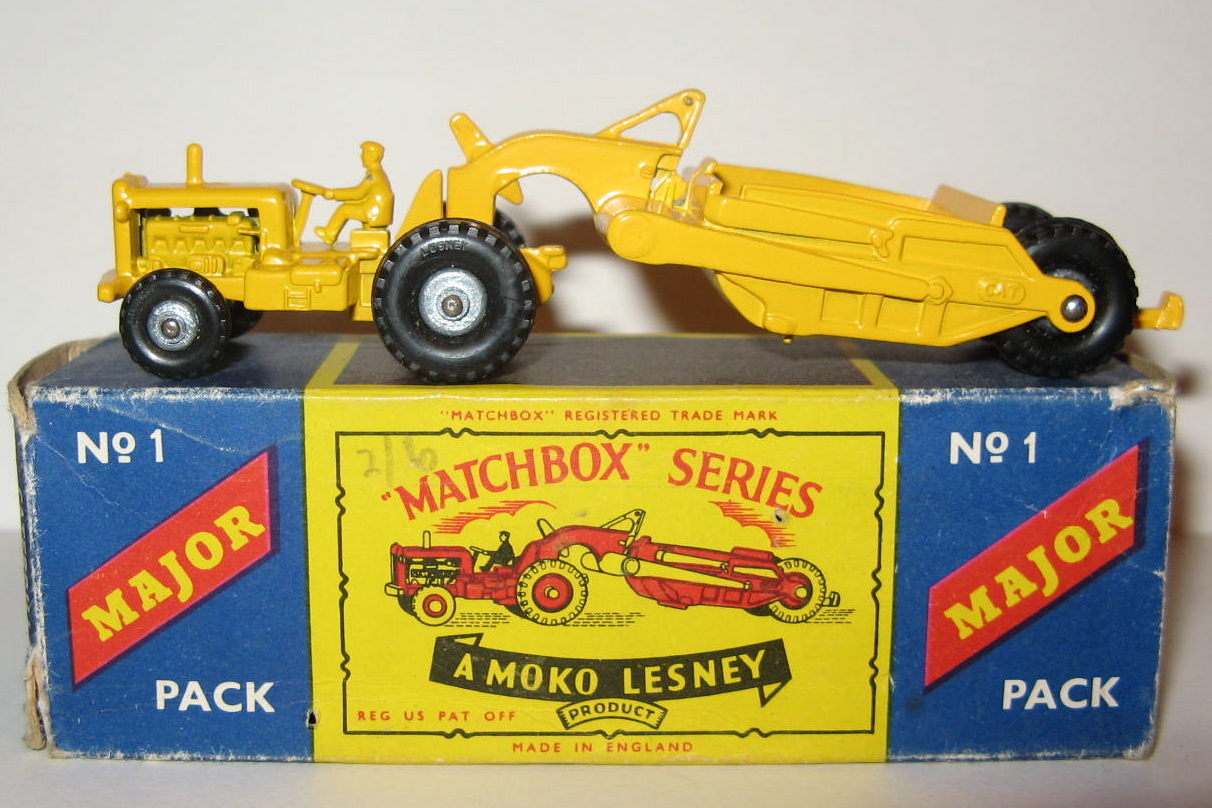 LESNEY
CAT
"MATCHBOX" REGISTERED TRADE MARK
No 1
MAJOR
PACK
2/6
"MATCHBOX" SERIES
A MOKO LESNEY
PRODUCT
REG US PAT OFF
MADE IN ENGLAND
No 1
MAJOR
PACK